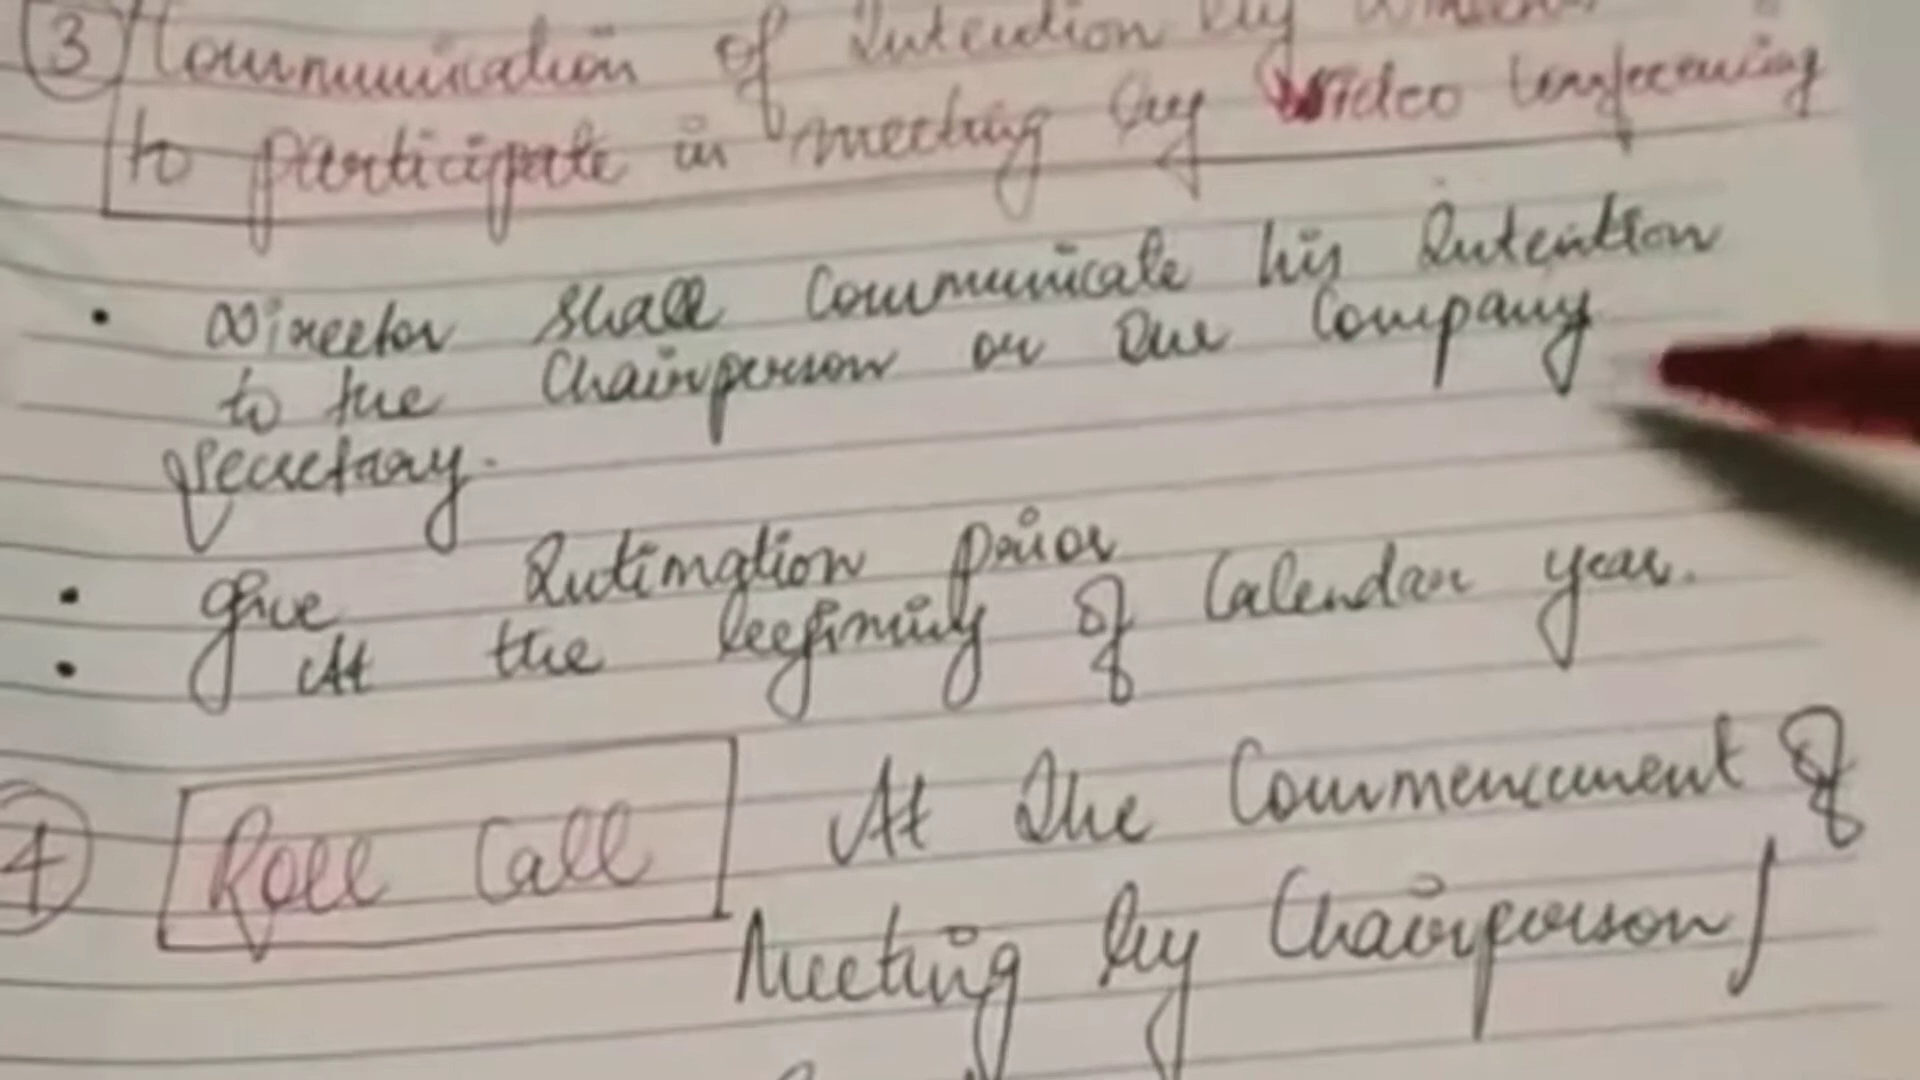 ③ Communication of Intention by
to participate in meeting by Video Conferencing
• Director shall Communicate his Intention
to the Chairperson or the Company
Secretary.
• give Intimation prior
• At the beginning of Calendar year.
④ Roll Call At the Commencement of
Meeting by Chairperson/